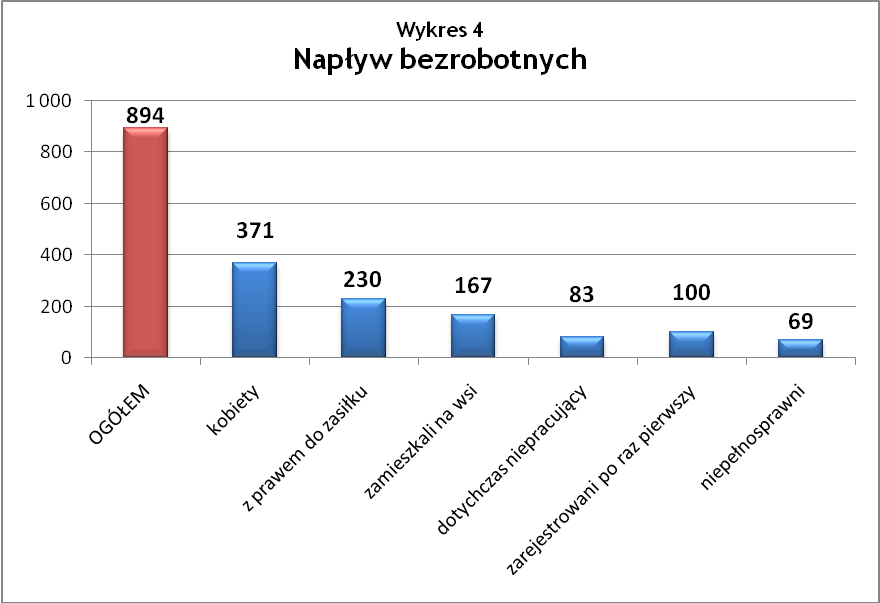 Wykres 4
Napływ bezrobotnych
1 000
800
600
400
200
0
894
371
230
167
83
100
69
OGÓŁEM
kobiety
z prawem do zasiłku
zamieszkali na wsi
dotychczas niepracujący
zarejestrowani po raz pierwszy
niepełnosprawni